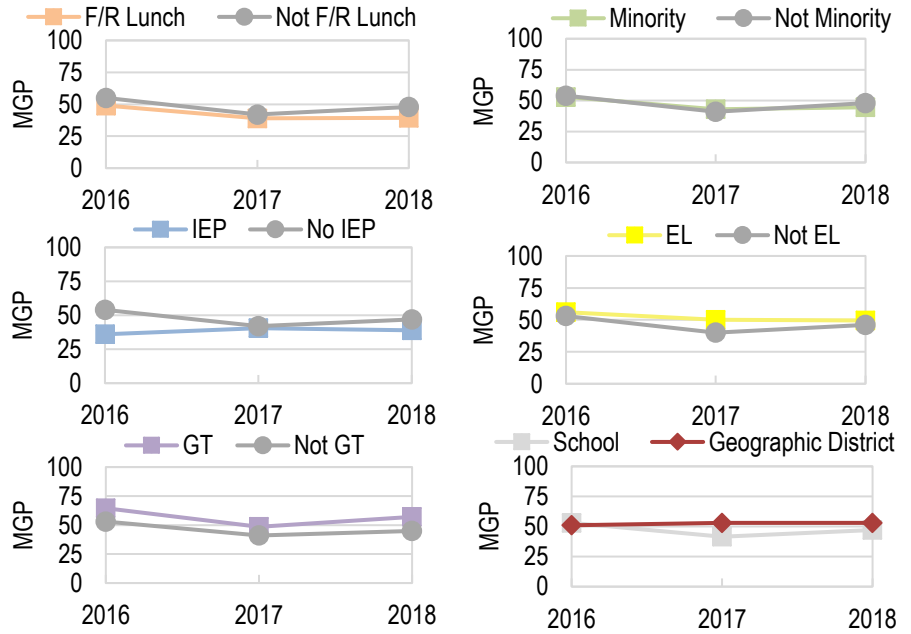 F/R Lunch Not F/R Lunch
100
75
50
25
0
MGP
2016 2017 2018
Minority Not Minority
100
75
50
25
0
MGP
2016 2017 2018
IEP No IEP
100
75
50
25
0
MGP
2016 2017 2018
EL Not EL
100
75
50
25
0
MGP
2016 2017 2018
GT Not GT
100
75
50
25
0
MGP
2016 2017 2018
School Geographic District
100
75
50
25
0
MGP
2016 2017 2018